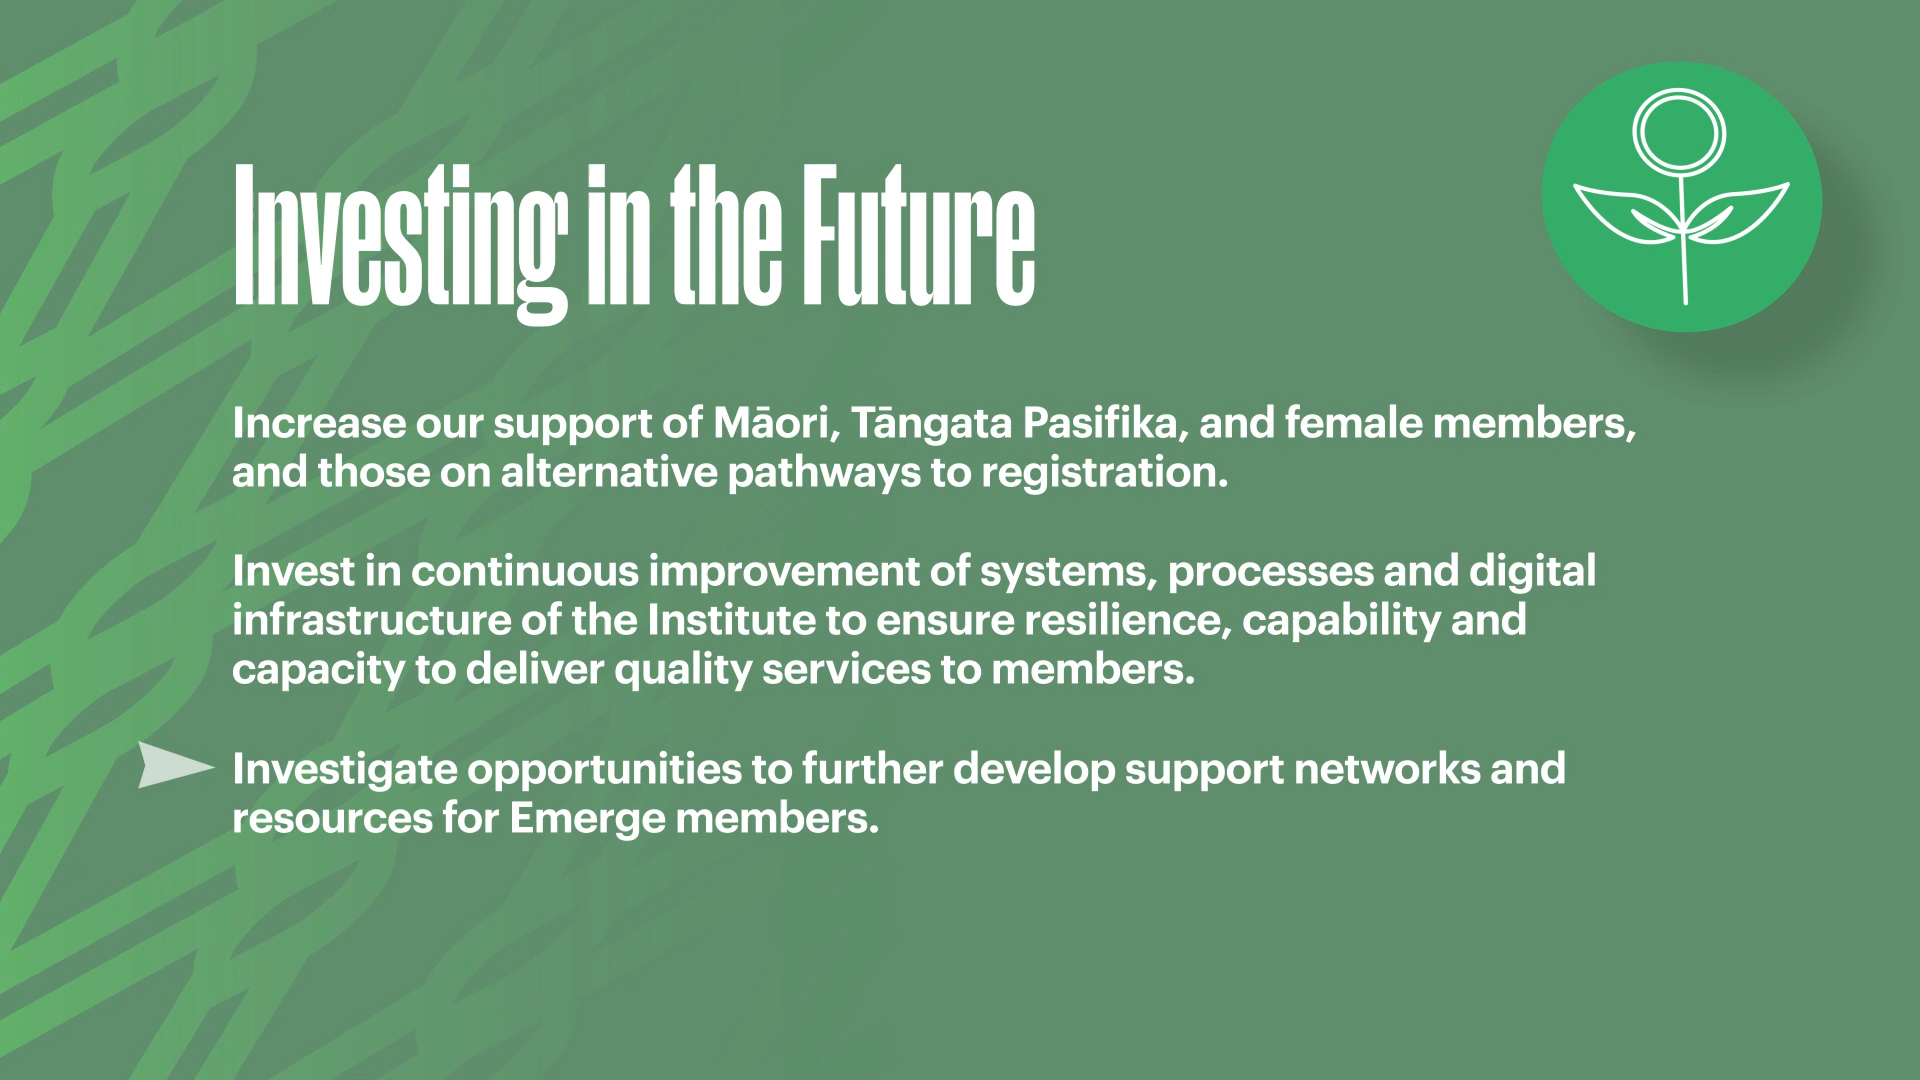 Investing in the Future
Increase our support of Māori, Tāngata Pasifika, and female members,
and those on alternative pathways to registration.
Invest in continuous improvement of systems, processes and digital
infrastructure of the Institute to ensure resilience, capability and
capacity to deliver quality services to members.
Investigate opportunities to further develop support networks and
resources for Emerge members.